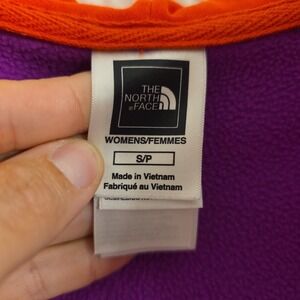 THE
NORTH
FACE
WOMENS/FEMMES
S/P
Made in Vietnam
Fabriqué au Vietnam